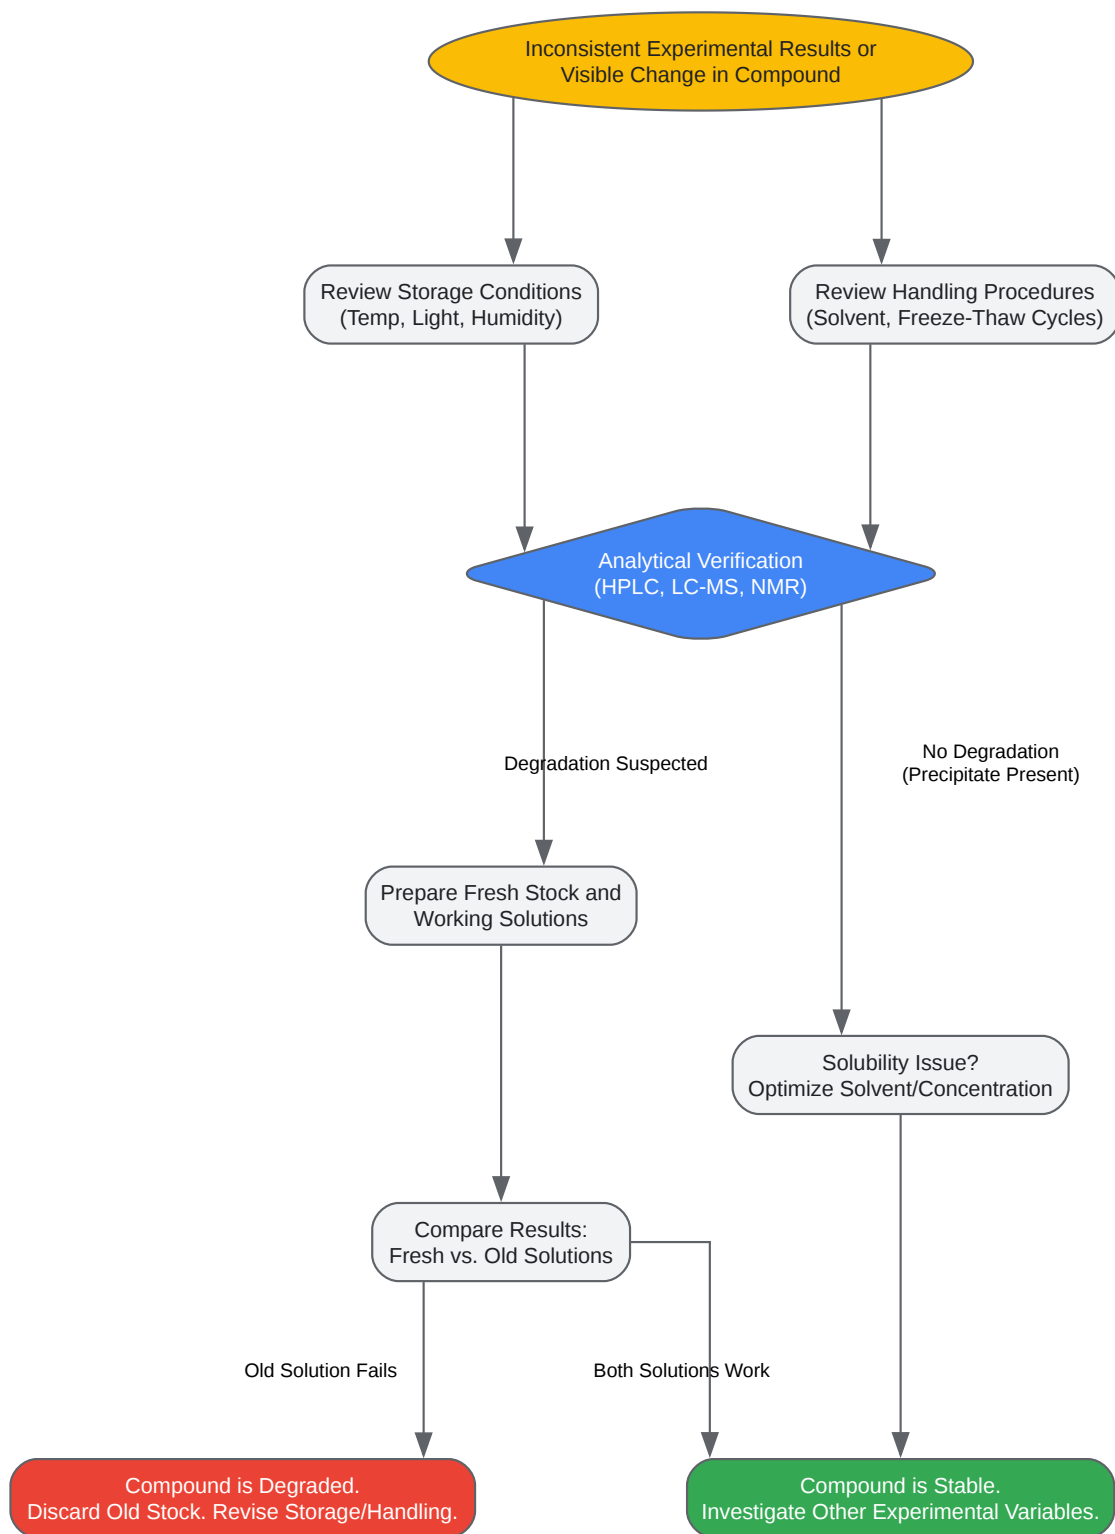 Inconsistent Experimental Results or
Visible Change in Compound
Review Storage Conditions
(Temp, Light, Humidity)
Review Handling Procedures
(Solvent, Freeze-Thaw Cycles)
Analytical Verification
(HPLC, LC-MS, NMR)
Degradation Suspected
No Degradation
(Precipitate Present)
Prepare Fresh Stock and
Working Solutions
Solubility Issue?
Optimize Solvent/Concentration
Compare Results:
Fresh vs. Old Solutions
Old Solution Fails
Both Solutions Work
Compound is Degraded.
Discard Old Stock. Revise Storage/Handling.
Compound is Stable.
Investigate Other Experimental Variables.